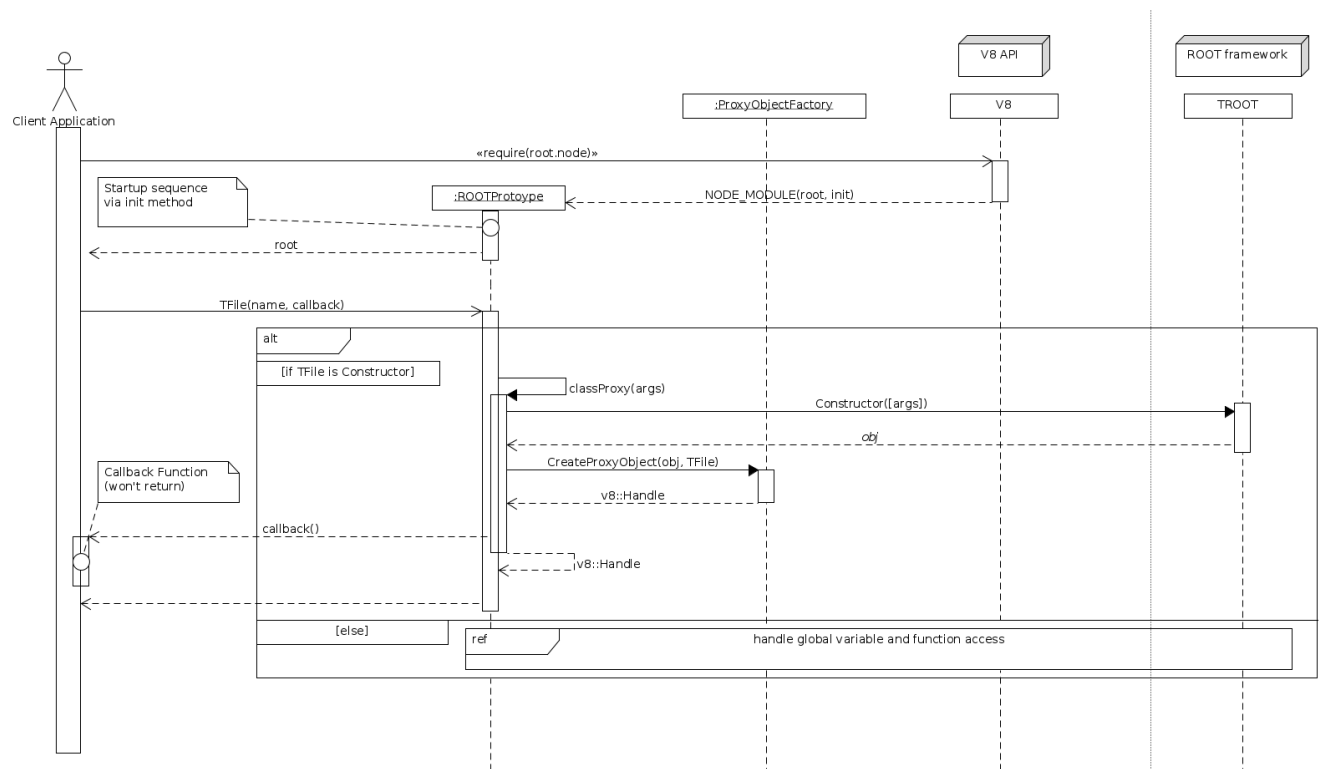 V8 API
ROOT framework
:ProxyObjectFactory
V8
TROOT
Client Application
«require(root.node)»
Startup sequence
via init method
:ROOTProtoype
NODE_MODULE(root, init)
root
TFile(name, callback)
alt
[if TFile is Constructor]
classProxy(args)
Constructor([args])
obj
CreateProxyObject(obj, TFile)
Callback Function
(won't return)
v8::Handle
callback()
v8::Handle
[else]
ref
handle global variable and function access